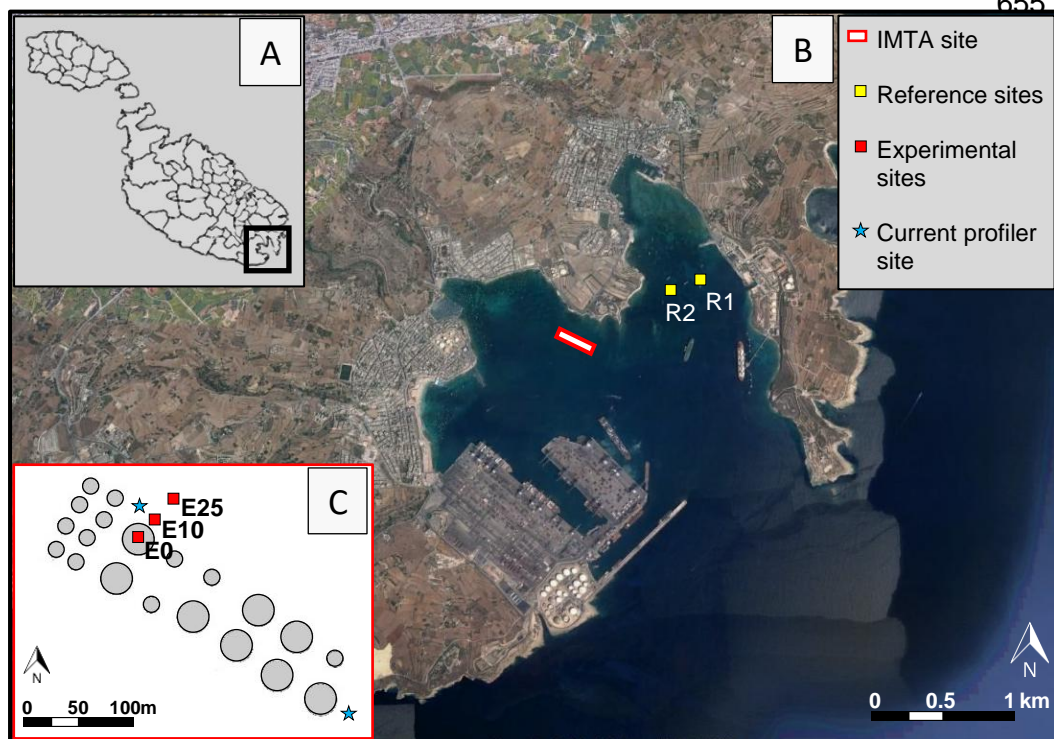 655
A
B
IMTA site
Reference sites
Experimental
sites
Current profiler
site
R1
R2
C
E25
E10
E0
N
0 50 100m
N
0 0.5 1 km